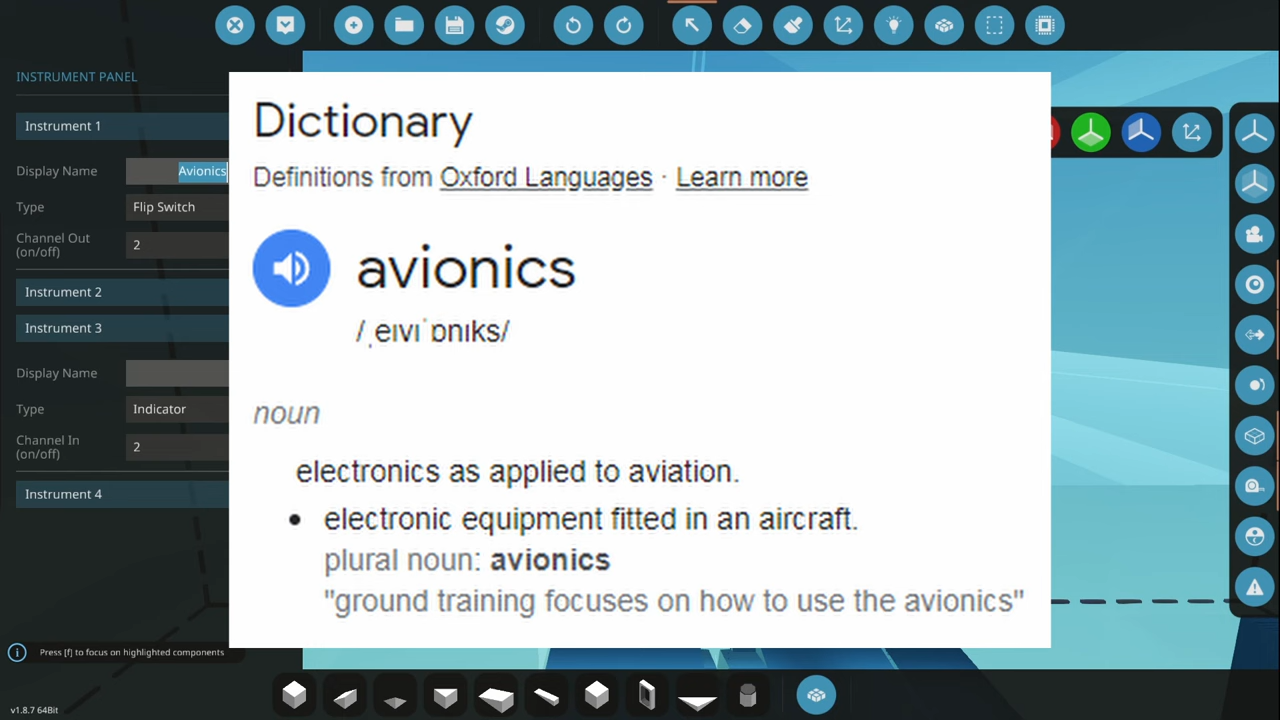 INSTRUMENT PANEL
Instrument 1
Display Name
Avionics
Type
Flip Switch
Channel Out
(on/off)
2
Instrument 2
Instrument 3
Display Name
Type
Indicator
Channel In
(on/off)
2
Instrument 4
Press [f] to focus on highlighted components
v1.8.7 64Bit
Dictionary
Definitions from Oxford Languages · Learn more
avionics
/ˌeɪvɪˈɒnɪks/
noun
electronics as applied to aviation.
• electronic equipment fitted in an aircraft.
plural noun: avionics
"ground training focuses on how to use the avionics"